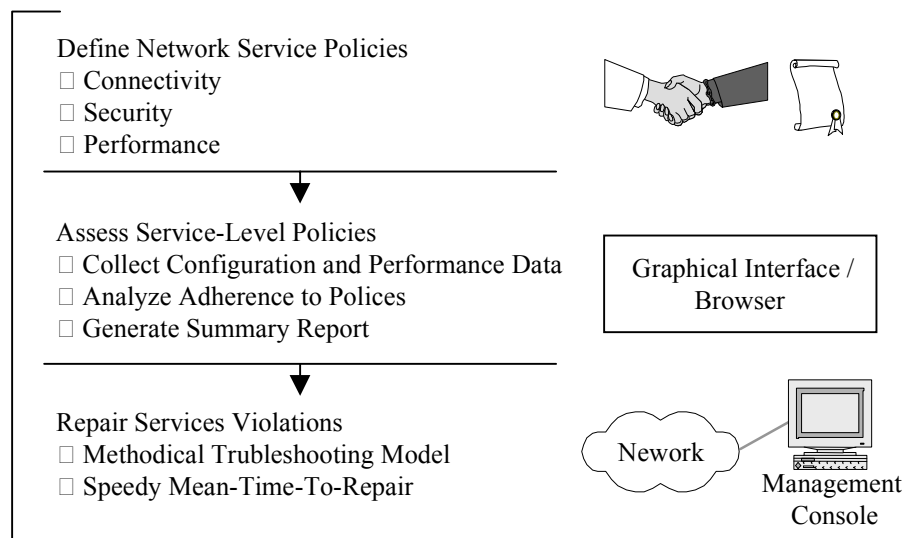 Define Network Service Policies
□ Connectivity
□ Security
□ Performance
Assess Service-Level Policies
□ Collect Configuration and Performance Data
□ Analyze Adherence to Polices
□ Generate Summary Report
Graphical Interface /
Browser
Repair Services Violations
□ Methodical Trubleshooting Model
□ Speedy Mean-Time-To-Repair
Nework
Management
Console